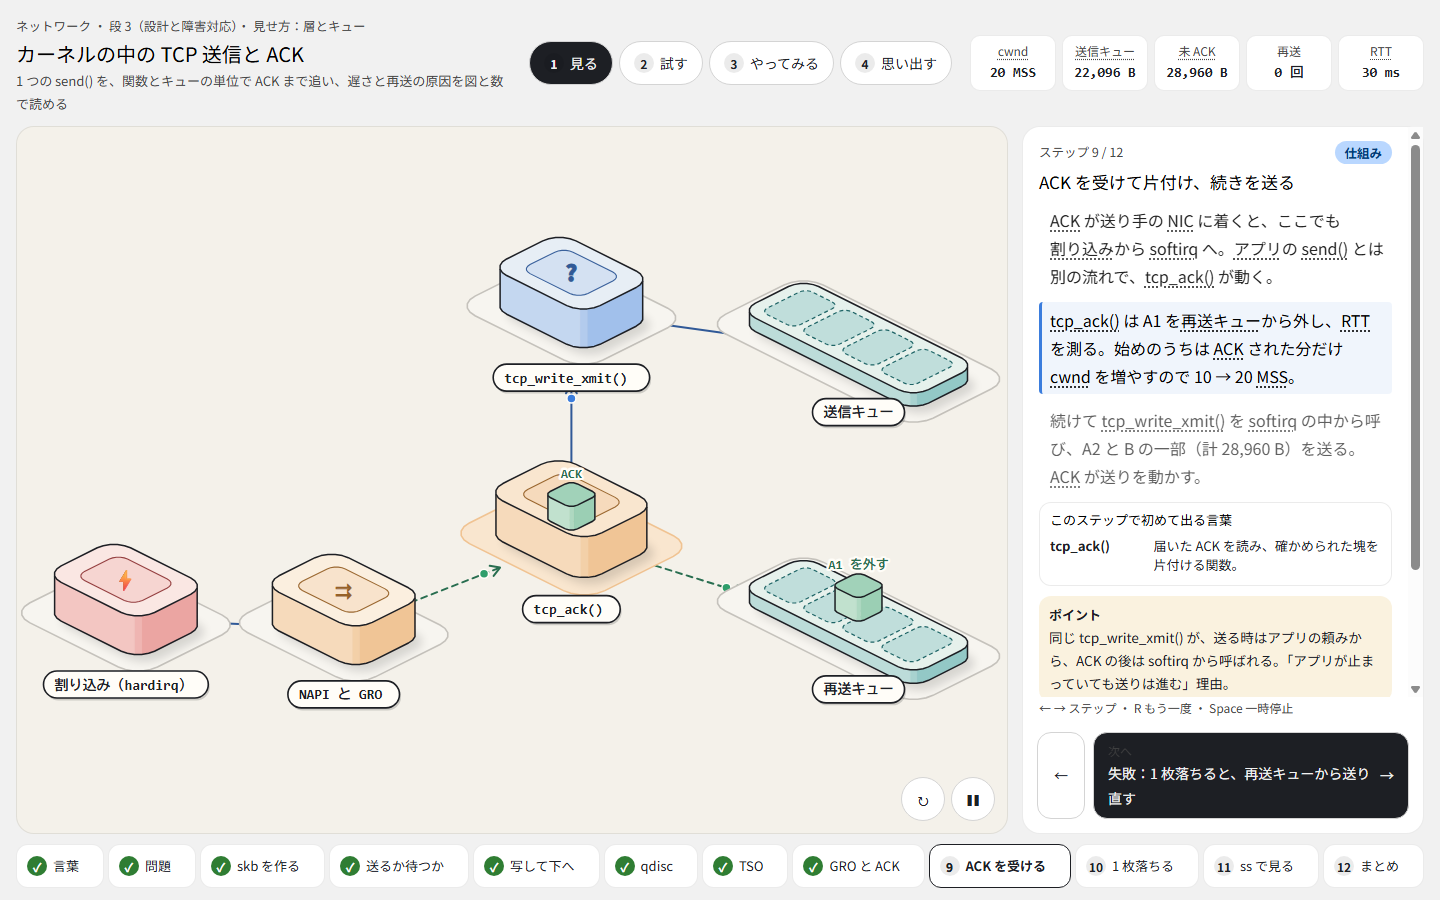 ネットワーク ・ 段 3（設計と障害対応）・ 見せ方：層とキュー
カーネルの中の TCP 送信と ACK
1 つの send() を、関数とキューの単位で ACK まで追い、遅さと再送の原因を図と数
で読める
1 見る
2 試す
3 やってみる
4 思い出す
cwnd
20 MSS
送信キュー
22,096 B
未 ACK
28,960 B
再送
0 回
RTT
30 ms
?
tcp_write_xmit()
送信キュー
ACK
tcp_ack()
A1 を外す
再送キュー
割り込み（hardirq）
NAPI と GRO
ステップ 9 / 12
仕組み
ACK を受けて片付け、続きを送る
ACK が送り手の NIC に着くと、ここでも
割り込みから softirq へ。アプリの send() とは
別の流れで、tcp_ack() が動く。
tcp_ack() は A1 を再送キューから外し、RTT
を測る。始めのうちは ACK された分だけ
cwnd を増やすので 10 → 20 MSS。
続けて tcp_write_xmit() を softirq の中から呼
び、A2 と B の一部（計 28,960 B）を送る。
ACK が送りを動かす。
このステップで初めて出る言葉
tcp_ack() 届いた ACK を読み、確かめられた塊を
片付ける関数。
ポイント
同じ tcp_write_xmit() が、送る時はアプリの頼みか
ら、ACK の後は softirq から呼ばれる。「アプリが止ま
っていても送りは進む」理由。
← → ステップ ・ R もう一度 ・ Space 一時停止
←
次へ
失敗：1 枚落ちると、再送キューから送り →
直す
✓ 言葉
✓ 問題
✓ skb を作る
✓ 送るか待つか
✓ 写して下へ
✓ qdisc
✓ TSO
✓ GRO と ACK
9 ACK を受ける
10 1 枚落ちる
11 ss で見る
12 まとめ